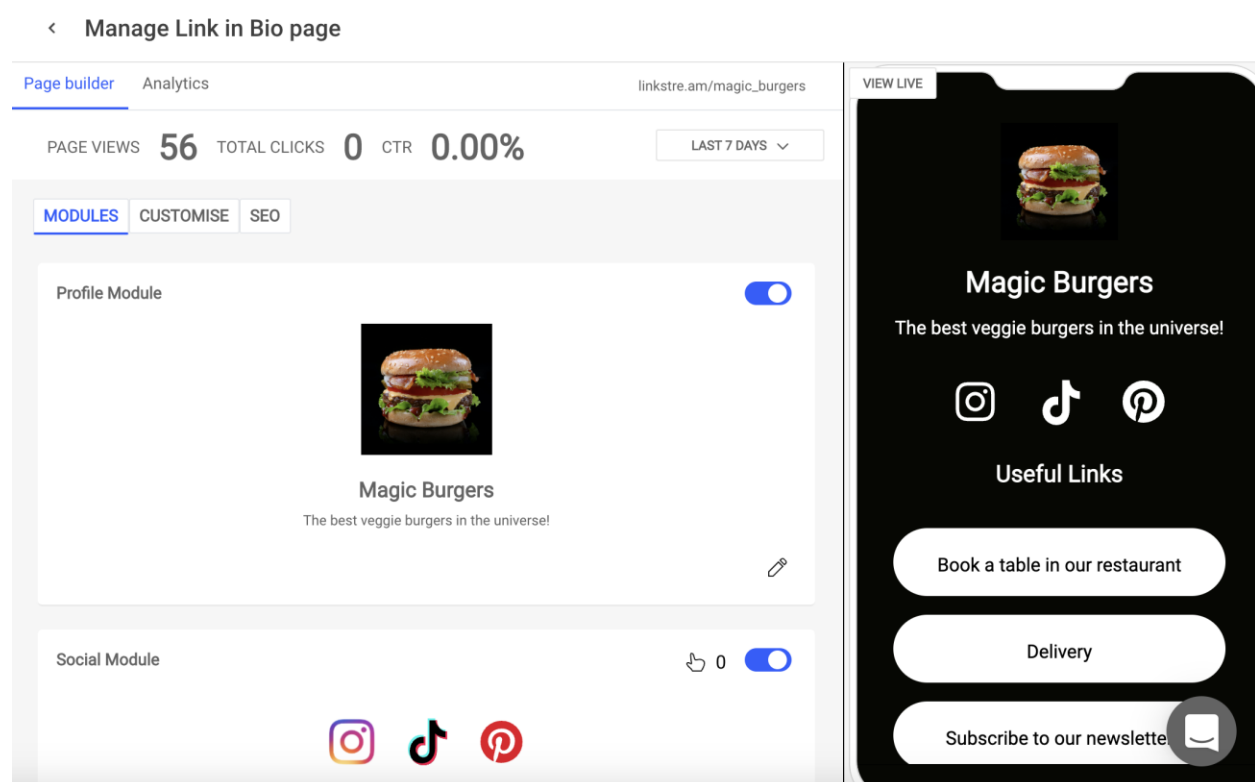 Manage Link in Bio page
Page builder Analytics linkstre.am/magic_burgers
PAGE VIEWS 56 TOTAL CLICKS 0 CTR 0.00% LAST 7 DAYS
MODULES CUSTOMISE SEO
Profile Module
Magic Burgers
The best veggie burgers in the universe!
Social Module 0
VIEW LIVE
Magic Burgers
The best veggie burgers in the universe!
Useful Links
Book a table in our restaurant
Delivery
Subscribe to our newslette